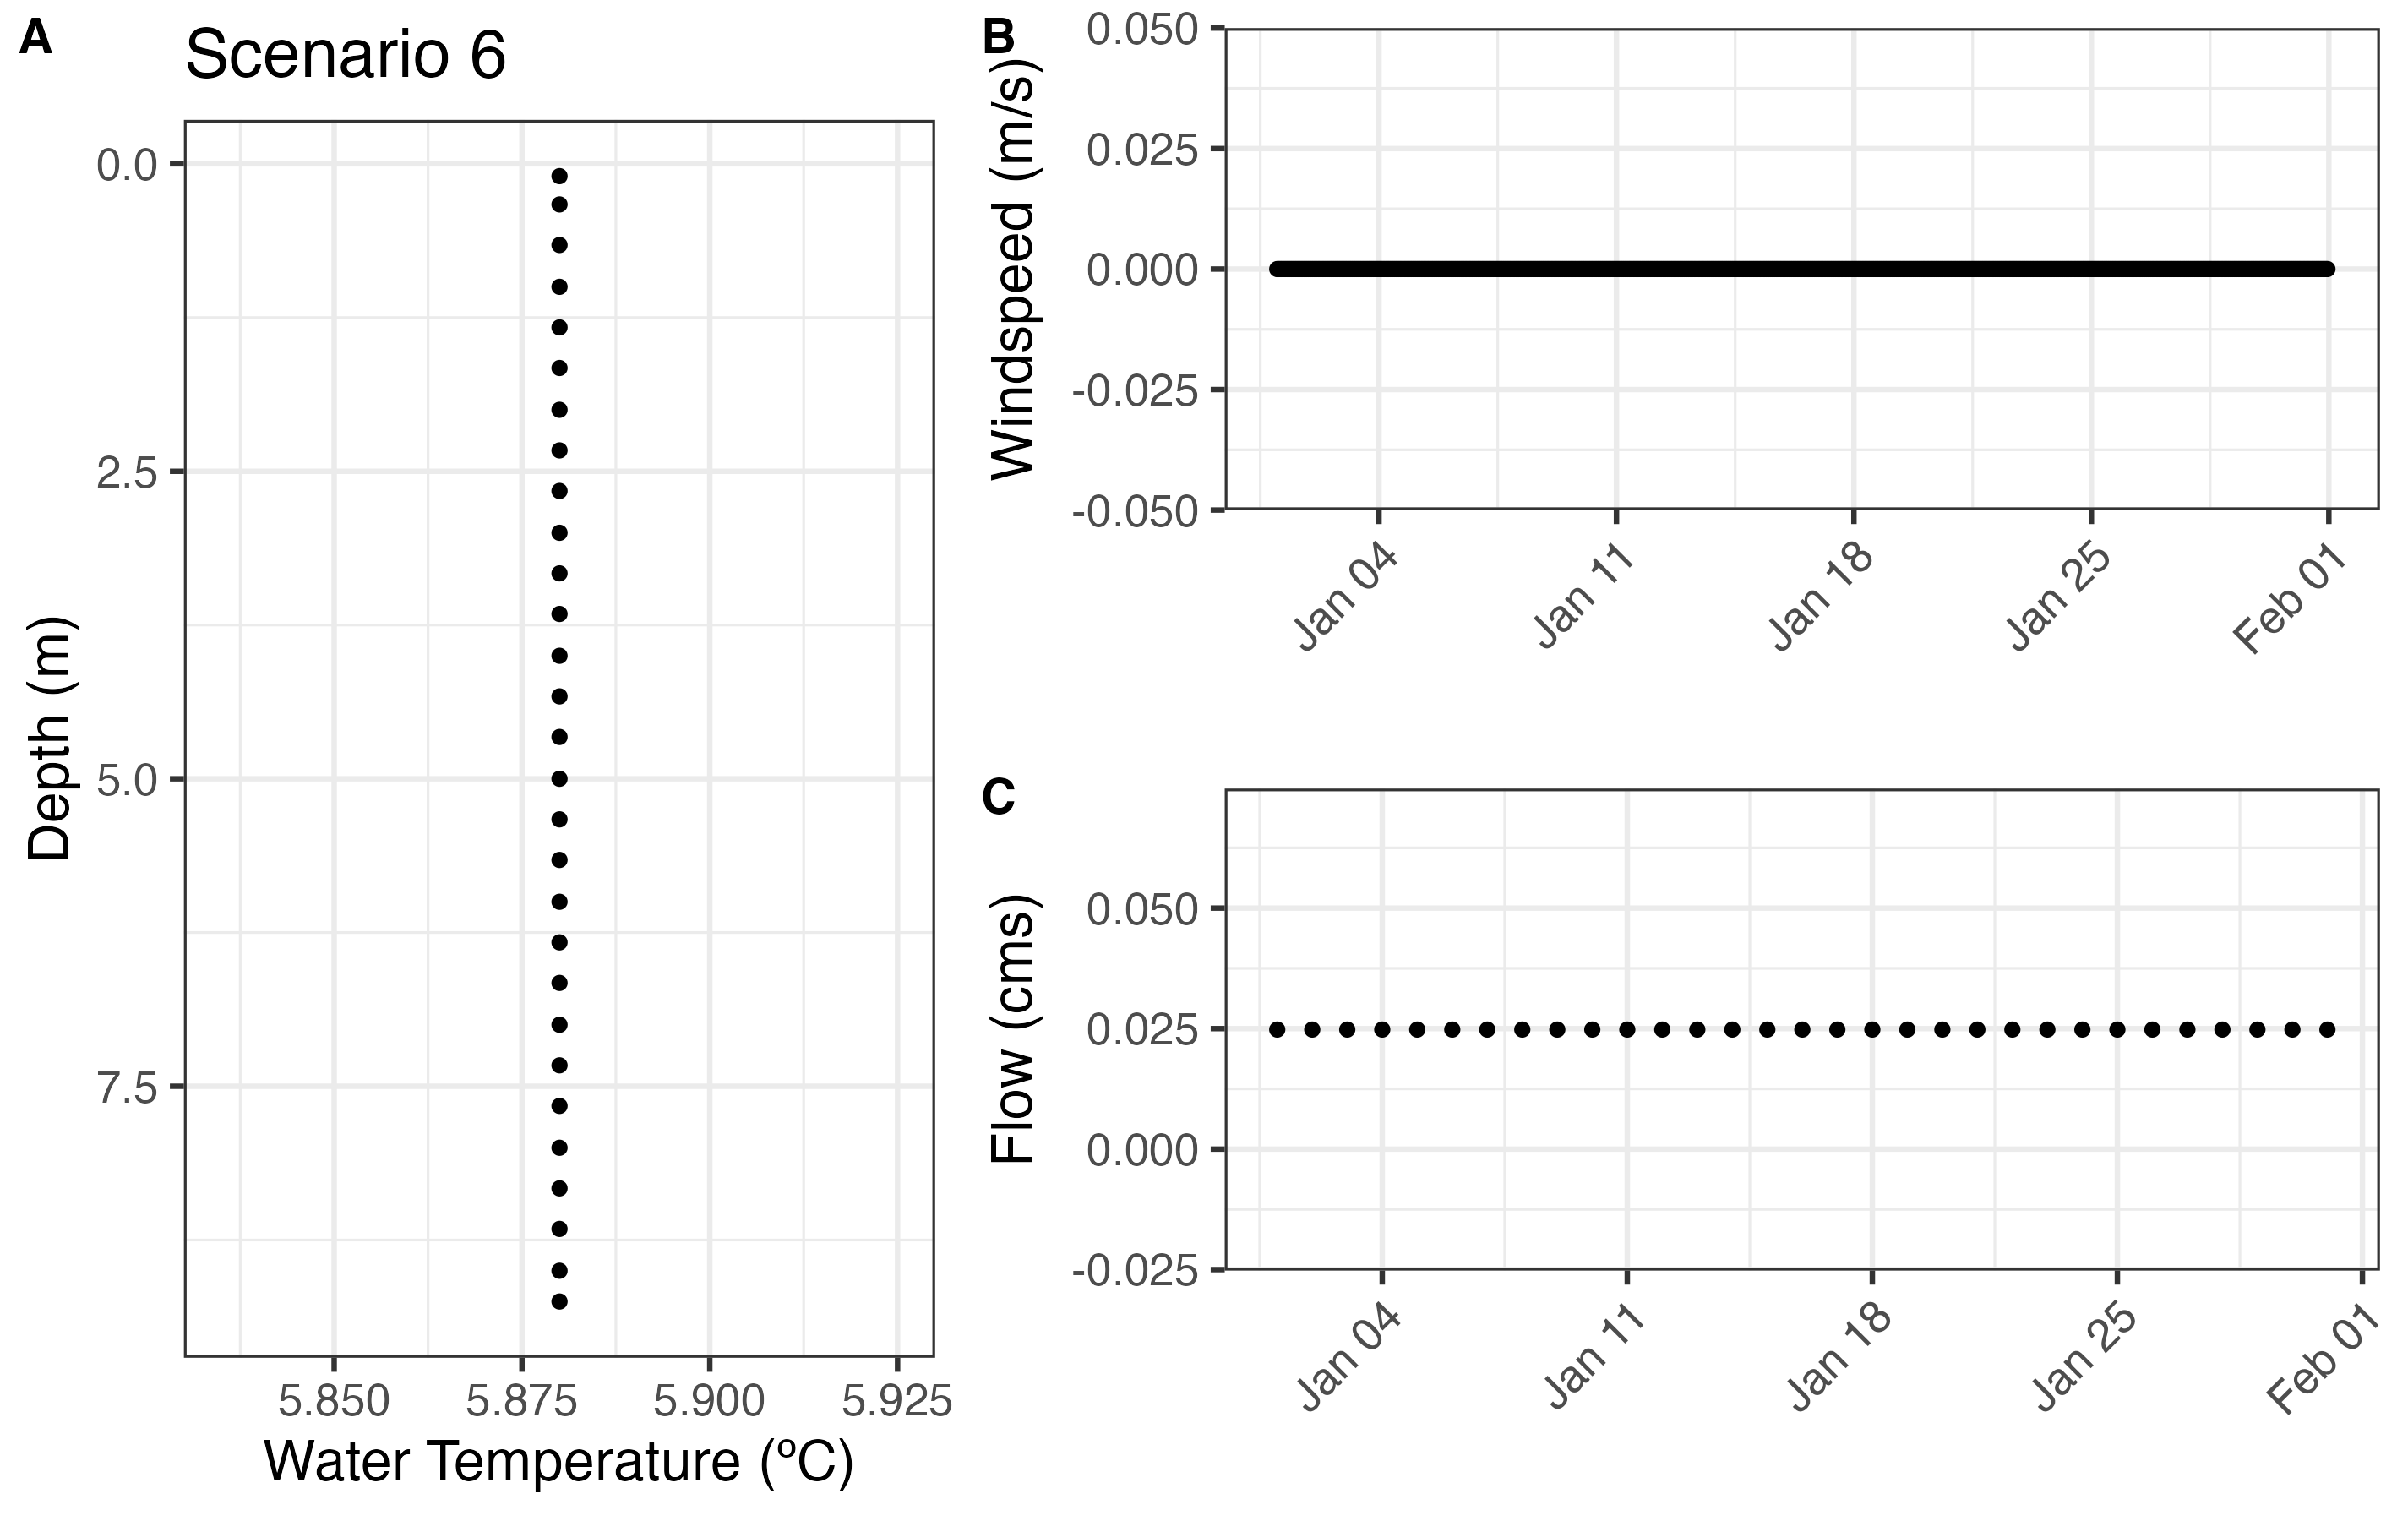 A
Scenario 6
0.0
2.5
5.0
7.5
Depth (m)
5.850 5.875 5.900 5.925
Water Temperature (ºC)
B
0.050
0.025
0.000
-0.025
-0.050
Windspeed (m/s)
Jan 04 Jan 11 Jan 18 Jan 25 Feb 01
C
0.050
0.025
0.000
-0.025
Flow (cms)
Jan 04 Jan 11 Jan 18 Jan 25 Feb 01